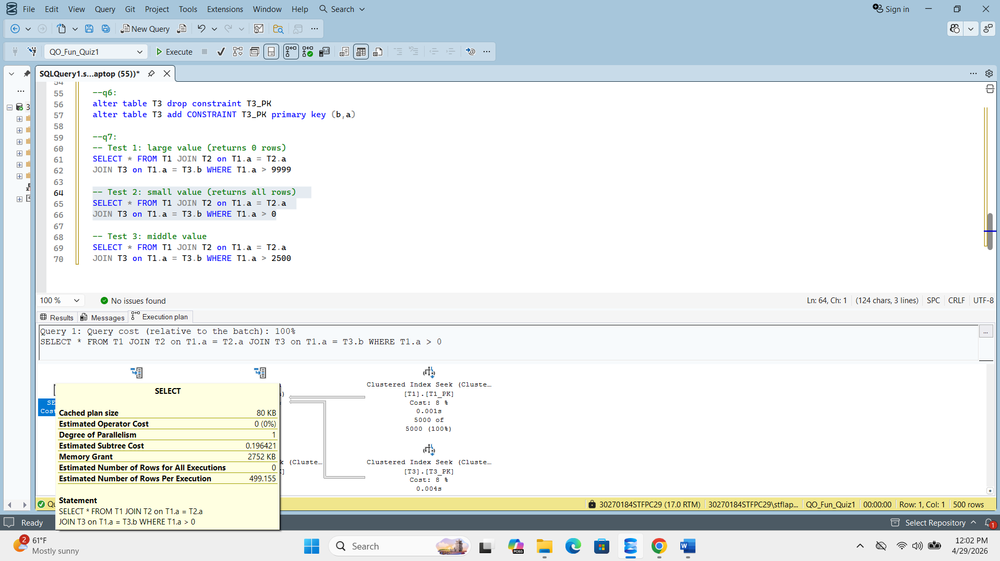 File Edit View Query Git Project Tools Extensions Window Help Search Sign in
New Query
QO_Fun_Quiz1 Execute
SQLQuery1.s...aptop (55))*
54
55 --q6:
56 alter table T3 drop constraint T3_PK
57 alter table T3 add CONSTRAINT T3_PK primary key (b,a)
58
59 --q7:
60 -- Test 1: large value (returns 0 rows)
61 SELECT * FROM T1 JOIN T2 on T1.a = T2.a
62 JOIN T3 on T1.a = T3.b WHERE T1.a > 9999
63
64 -- Test 2: small value (returns all rows)
65 SELECT * FROM T1 JOIN T2 on T1.a = T2.a
66 JOIN T3 on T1.a = T3.b WHERE T1.a > 0
67
68 -- Test 3: middle value
69 SELECT * FROM T1 JOIN T2 on T1.a = T2.a
70 JOIN T3 on T1.a = T3.b WHERE T1.a > 2500
3
100 % No issues found Ln: 64, Ch: 1 (124 chars, 3 lines) SPC CRLF UTF-8
Results Messages Execution plan
Query 1: Query cost (relative to the batch): 100%
SELECT * FROM T1 JOIN T2 on T1.a = T2.a JOIN T3 on T1.a = T3.b WHERE T1.a > 0
...
SE
Cos
SELECT
Cached plan size 80 KB
Estimated Operator Cost 0 (0%)
Degree of Parallelism 1
Estimated Subtree Cost 0.196421
Memory Grant 2752 KB
Estimated Number of Rows for All Executions 0
Estimated Number of Rows Per Execution 499.155
Statement
SELECT * FROM T1 JOIN T2 on T1.a = T2.a
JOIN T3 on T1.a = T3.b WHERE T1.a > 0
k (Cluste…
Clustered Index Seek (Cluste…
[T1].[T1_PK]
Cost: 8 %
0.001s
5000 of
5000 (100%)
Clustered Index Seek (Cluste…
[T3].[T3_PK]
Cost: 8 %
0.004s
Qu 30270184STFPC29 (17.0 RTM) 30270184STFPC29\stflap... QO_Fun_Quiz1 00:00:00 Row: 1, Col: 1 500 rows
Ready Select Repository 1
2 61°F
Mostly sunny
Search
M365
W
12:02 PM
4/29/2026